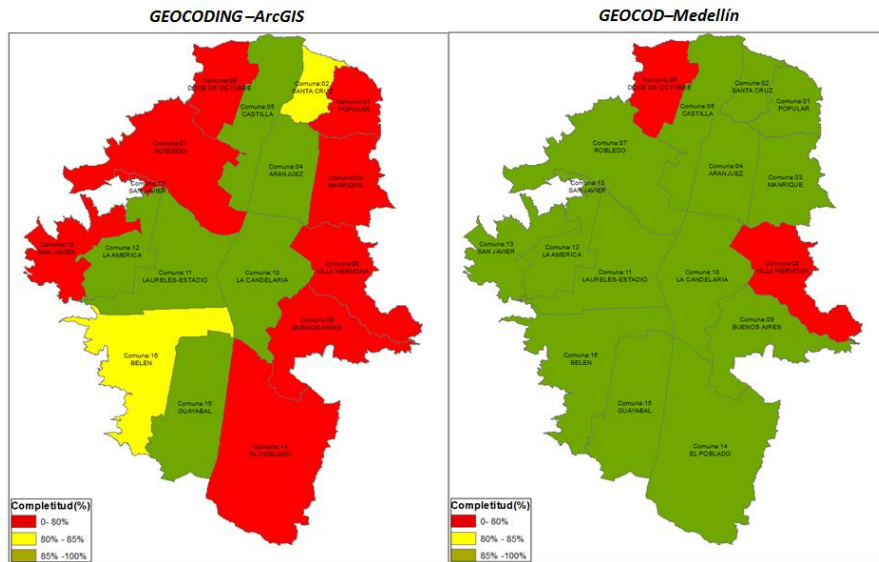 GEOCODING –ArcGIS
Comuna:06
DOCE DE OCTUBRE
Comuna:05
CASTILLA
Comuna:02
SANTA CRUZ
Comuna:01
POPULAR
Comuna:07
ROBLEDO
Comuna:04
ARANJUEZ
Comuna:03
MANRIQUE
Comuna:13
SAN JAVIER
Comuna:13
SAN JAVIER
Comuna:12
LA AMERICA
Comuna:11
LAURELES-ESTADIO
Comuna:10
LA CANDELARIA
Comuna:08
VILLA HERMOSA
Comuna:09
BUENOS AIRES
Comuna:16
BELEN
Comuna:15
GUAYABAL
Comuna:14
EL POBLADO
Completitud(%)
0- 80%
80% - 85%
85% -100%
GEOCOD–Medellín
Comuna:06
DOCE DE OCTUBRE
Comuna:05
CASTILLA
Comuna:02
SANTA CRUZ
Comuna:01
POPULAR
Comuna:07
ROBLEDO
Comuna:04
ARANJUEZ
Comuna:03
MANRIQUE
Comuna:13
SAN JAVIER
Comuna:13
SAN JAVIER
Comuna:12
LA AMERICA
Comuna:11
LAURELES-ESTADIO
Comuna:10
LA CANDELARIA
Comuna:08
VILLA HERMOSA
Comuna:09
BUENOS AIRES
Comuna:16
BELEN
Comuna:15
GUAYABAL
Comuna:14
EL POBLADO
Completitud(%)
0- 80%
80% - 85%
85% -100%